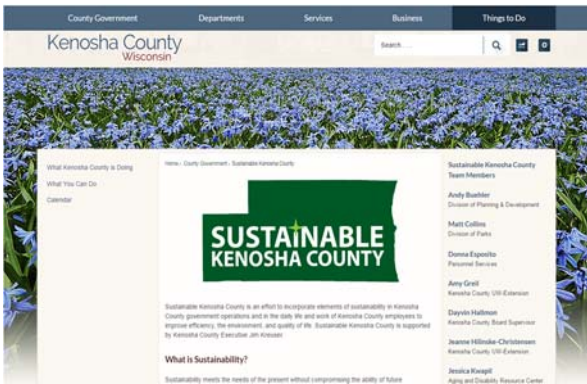 County Government
Departments
Services
Business
Things to Do
Kenosha County
Wisconsin
Search...
What Kenosha County is Doing
What You Can Do
Calendar
Home › County Government › Sustainable Kenosha County
SUSTAINABLE
KENOSHA COUNTY
Sustainable Kenosha County is an effort to incorporate elements of sustainability in Kenosha
County government operations and in the daily life and work of Kenosha County employees to
improve efficiency, the environment, and quality of life. Sustainable Kenosha County is supported
by Kenosha County Executive Jim Kreuser.
What is Sustainability?
Sustainability meets the needs of the present without compromising the ability of future
Sustainable Kenosha County
Team Members
Andy Buehler
Division of Planning & Development
Matt Collins
Division of Parks
Donna Esposito
Personnel Services
Amy Greil
Kenosha County UW-Extension
Dayvin Hallmon
Kenosha County Board Supervisor
Jeanne Hilinske-Christensen
Kenosha County UW-Extension
Jessica Kwapil
Aging and Disability Resource Center